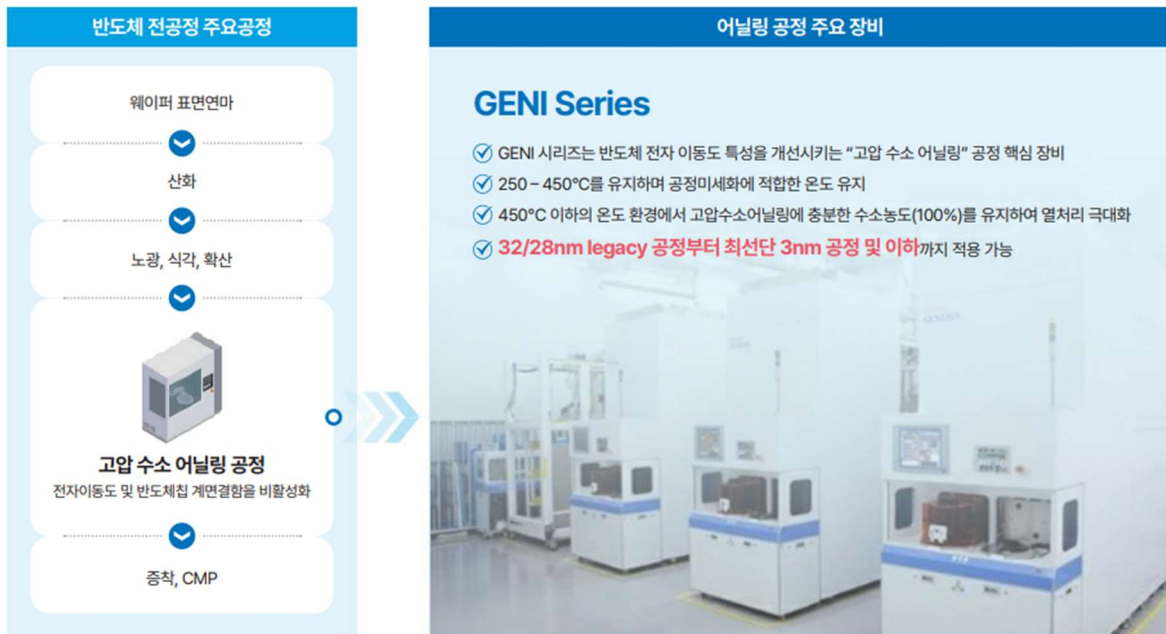 반도체 전공정 주요공정
웨이퍼 표면연마
산화
노광, 식각, 확산
고압 수소 어닐링 공정
전자이동도 및 반도체칩 계면결함을 비활성화
증착, CMP
어닐링 공정 주요 장비
GENI Series
GENI 시리즈는 반도체 전자 이동도 특성을 개선시키는 “고압 수소 어닐링” 공정 핵심 장비
250 – 450°C를 유지하며 공정미세화에 적합한 온도 유지
450°C 이하의 온도 환경에서 고압수소어닐링에 충분한 수소농도(100%)를 유지하여 열처리 극대화
32/28nm legacy 공정부터 최선단 3nm 공정 및 이하까지 적용 가능